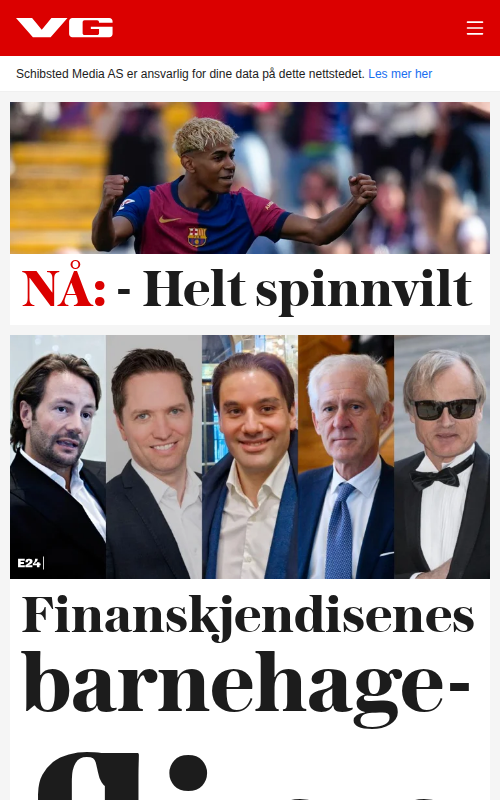 VG
Schibsted Media AS er ansvarlig for dine data på dette nettstedet. Les mer her
NÅ: - Helt spinnvilt
E24
Finanskjendisenes
barnehage-